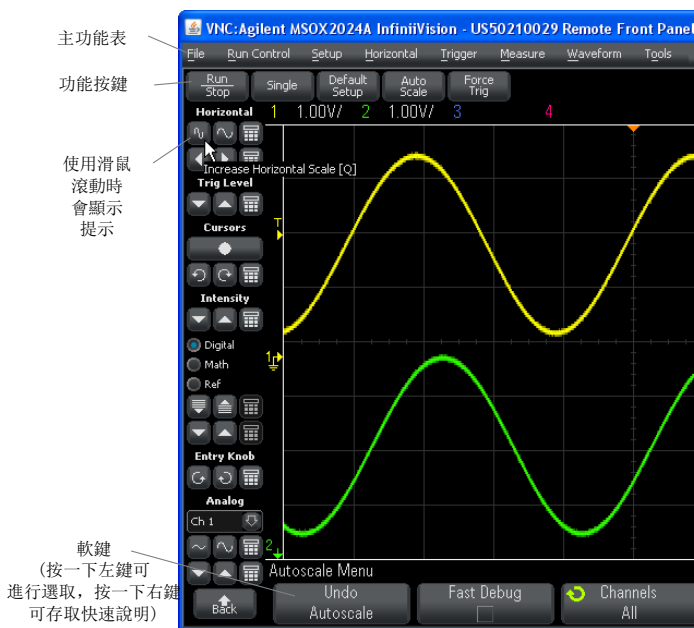 VNC:Agilent MSOX2024A InfiniiVision - US50210029 Remote Front Panel
主功能表
File Run Control Setup Horizontal Trigger Measure Waveform Tools
功能按鍵
Run Stop
Single
Default Setup
Auto Scale
Force Trig
Horizontal
1 1.00V/ 2 1.00V/ 3 4
使用滑鼠
滾動時
會顯示
提示
Increase Horizontal Scale [Q]
Trig Level
T
Cursors
Intensity
Digital
Math
Ref
1
Entry Knob
Analog
Ch 1
2
軟鍵
(按一下左鍵可
進行選取，按一下右鍵
可存取快速說明)
Autoscale Menu
Back
Undo
Autoscale
Fast Debug
Channels
All